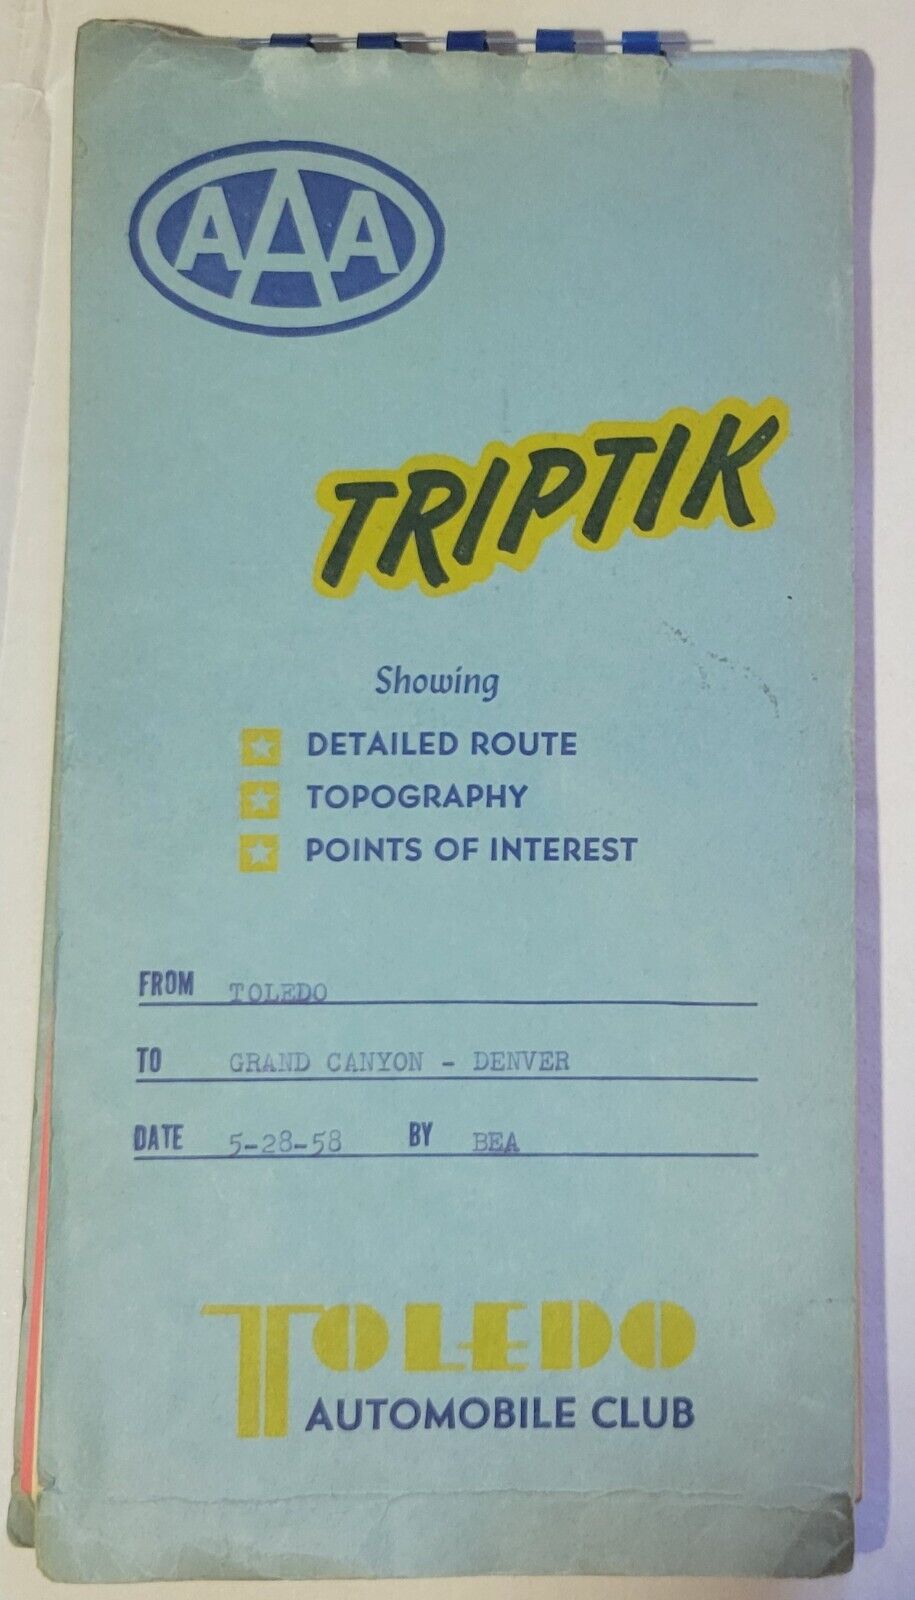 AAA
TRIPTIK
Showing
DETAILED ROUTE
TOPOGRAPHY
POINTS OF INTEREST
FROM TOLEDO
TO GRAND CANYON - DENVER
DATE 5-28-58 BY BEA
TOLEDO
AUTOMOBILE CLUB